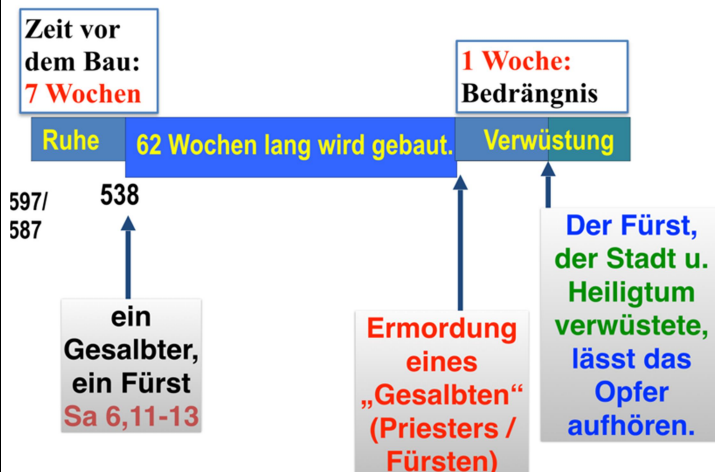 Zeit vor
dem Bau:
7 Wochen
1 Woche:
Bedrängnis
Ruhe
62 Wochen lang wird gebaut.
Verwüstung
597/
587
538
ein
Gesalbter,
ein Fürst
Sa 6,11-13
Ermordung
eines
„Gesalbten“
(Priesters /
Fürsten)
Der Fürst,
der Stadt u.
Heiligtum
verwüstete,
lässt das
Opfer
aufhören.